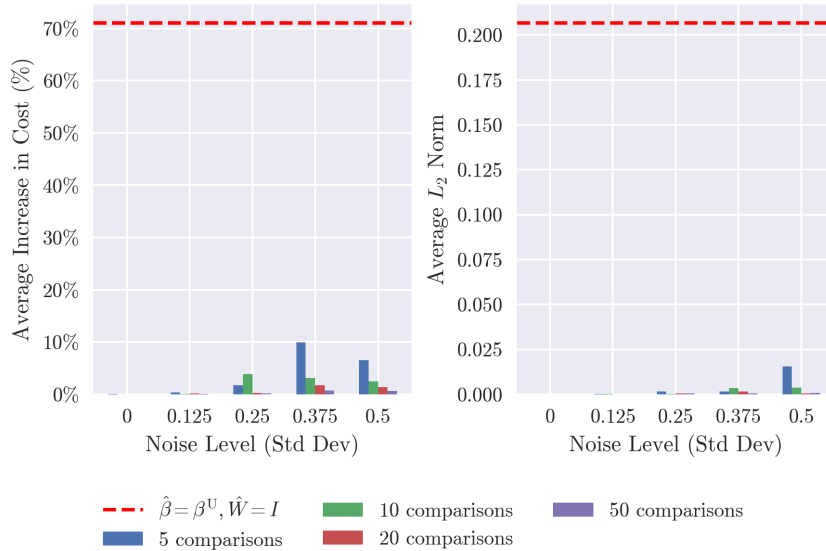 Average Increase in Cost (%)
70%
60%
50%
40%
30%
20%
10%
0%
0 0.125 0.25 0.375 0.5
Noise Level (Std Dev)
Average L₂ Norm
0.200
0.175
0.150
0.125
0.100
0.075
0.050
0.025
0.000
0 0.125 0.25 0.375 0.5
Noise Level (Std Dev)
β̂ = βᵁ, Ŵ = I
5 comparisons
10 comparisons
20 comparisons
50 comparisons